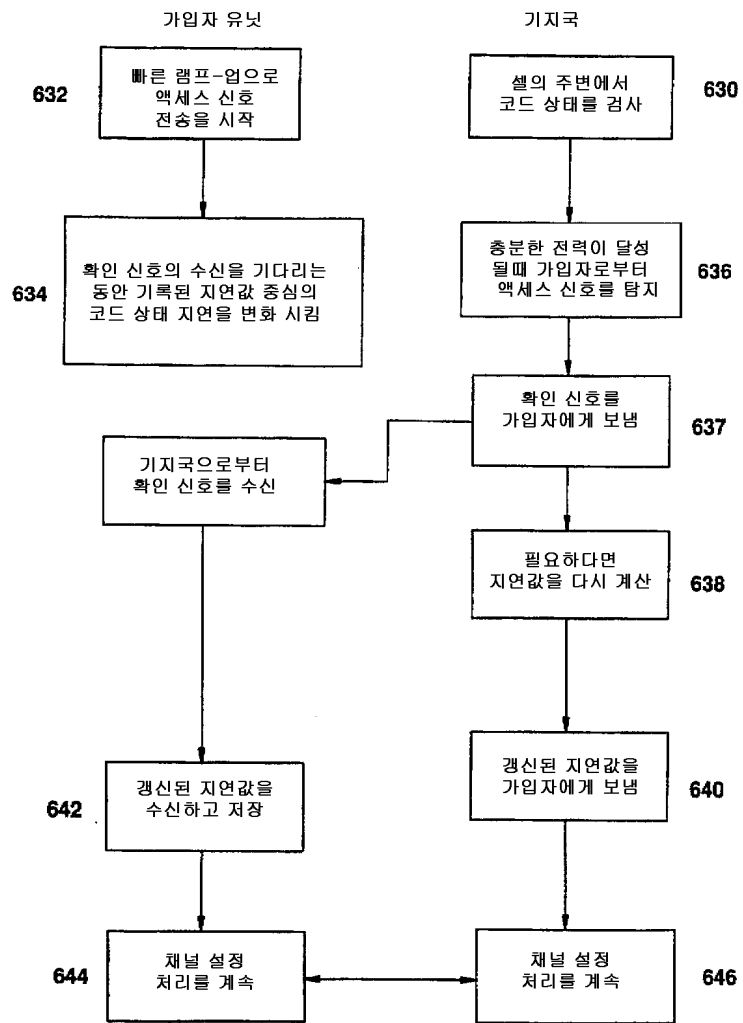 가입자 유닛
기지국
632
빠른 램프-업으로
액세스 신호
전송을 시작
셀의 주변에서
코드 상태를 검사
630
634
확인 신호의 수신을 기다리는
동안 기록된 지연값 중심의
코드 상태 지연을 변화 시킴
충분한 전력이 달성
될때 가입자로부터
액세스 신호를 탐지
636
확인 신호를
가입자에게 보냄
637
기지국으로부터
확인 신호를 수신
필요하다면
지연값을 다시 계산
638
642
갱신된 지연값을
수신하고 저장
갱신된 지연값을
가입자에게 보냄
640
644
채널 설정
처리를 계속
채널 설정
처리를 계속
646